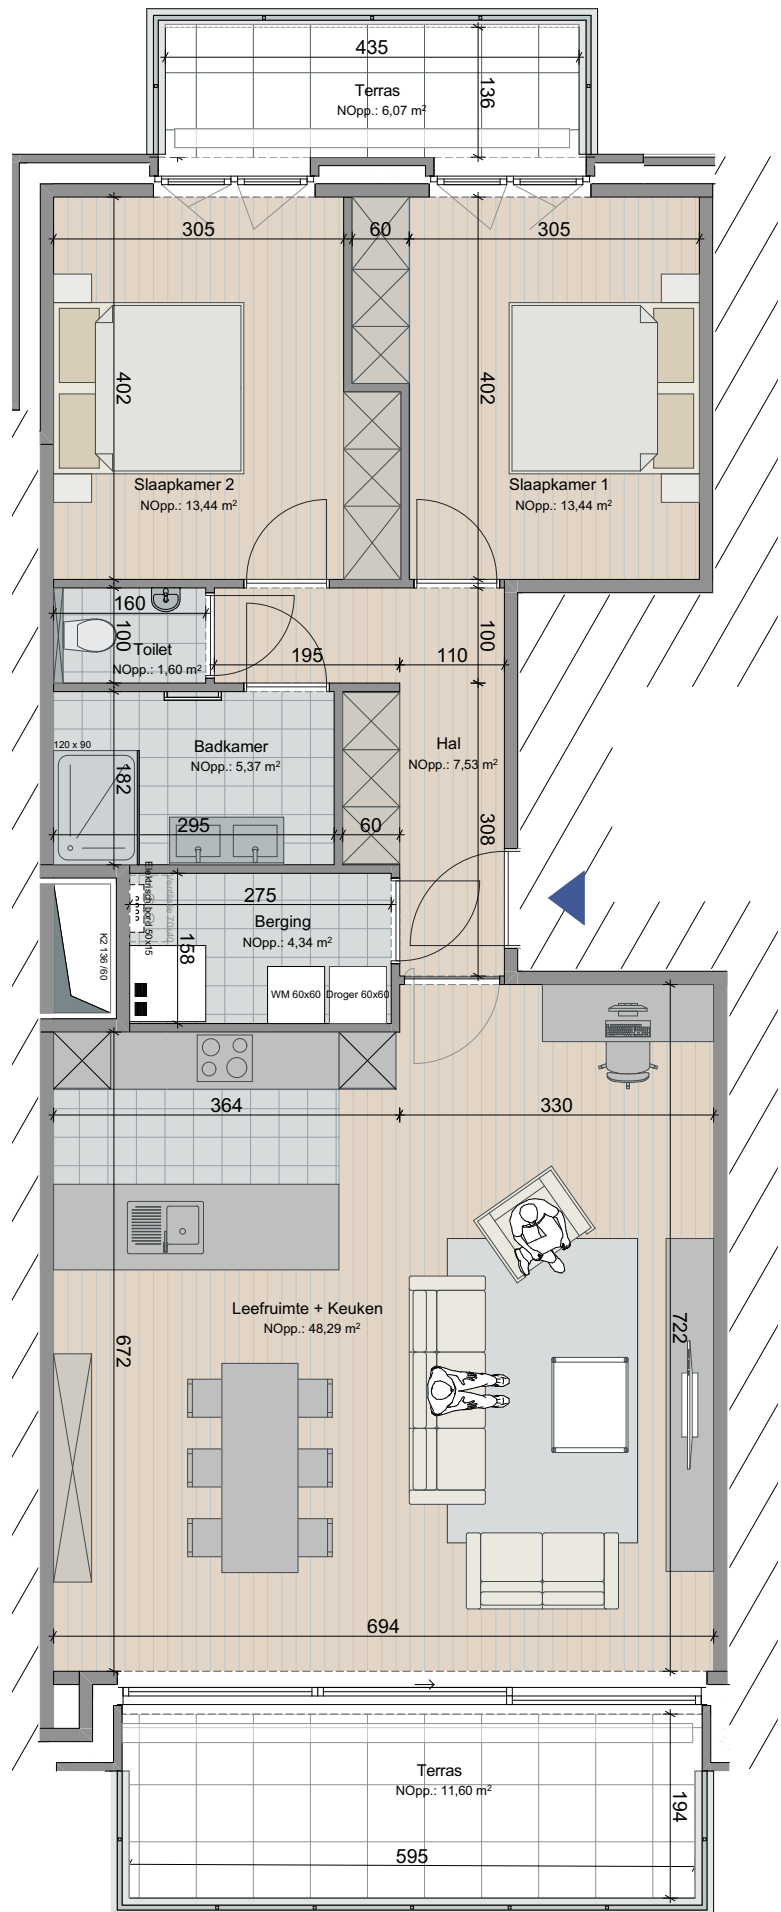 435
136
Terras
NOpp.: 6,07 m²
305
60
305
402
402
Slaapkamer 2
NOpp.: 13,44 m²
Slaapkamer 1
NOpp.: 13,44 m²
160
100
Toilet
NOpp.: 1,60 m²
195
110
100
120 x 90
182
Badkamer
NOpp.: 5,37 m²
Hal
NOpp.: 7,53 m²
295
60
308
Elektrisch bord 50x15
275
Berging
NOpp.: 4,34 m²
158
K2 136 /60
WM 60x60
Droger 60x60
364
330
Leefruimte + Keuken
NOpp.: 48,29 m²
672
722
694
Terras
NOpp.: 11,60 m²
194
595